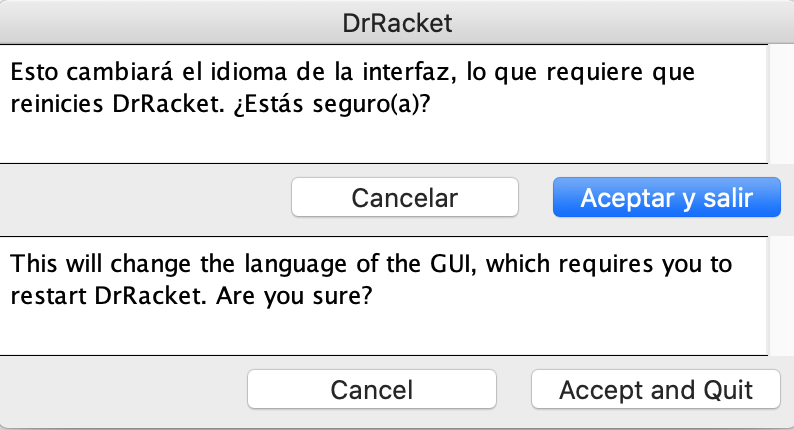 DrRacket
Esto cambiará el idioma de la interfaz, lo que requiere que
reinicies DrRacket. ¿Estás seguro(a)?
Cancelar
Aceptar y salir
This will change the language of the GUI, which requires you to
restart DrRacket. Are you sure?
Cancel
Accept and Quit